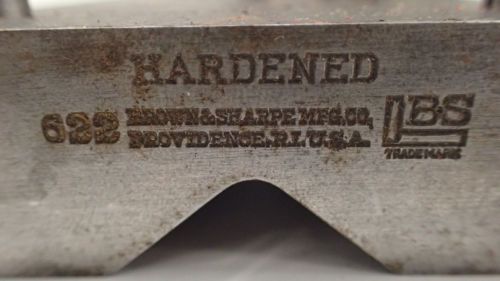 HARDENED
622 BROWN & SHARPE MFG. CO.
PROVIDENCE, R.I. U.S.A.
BS
TRADE MARK